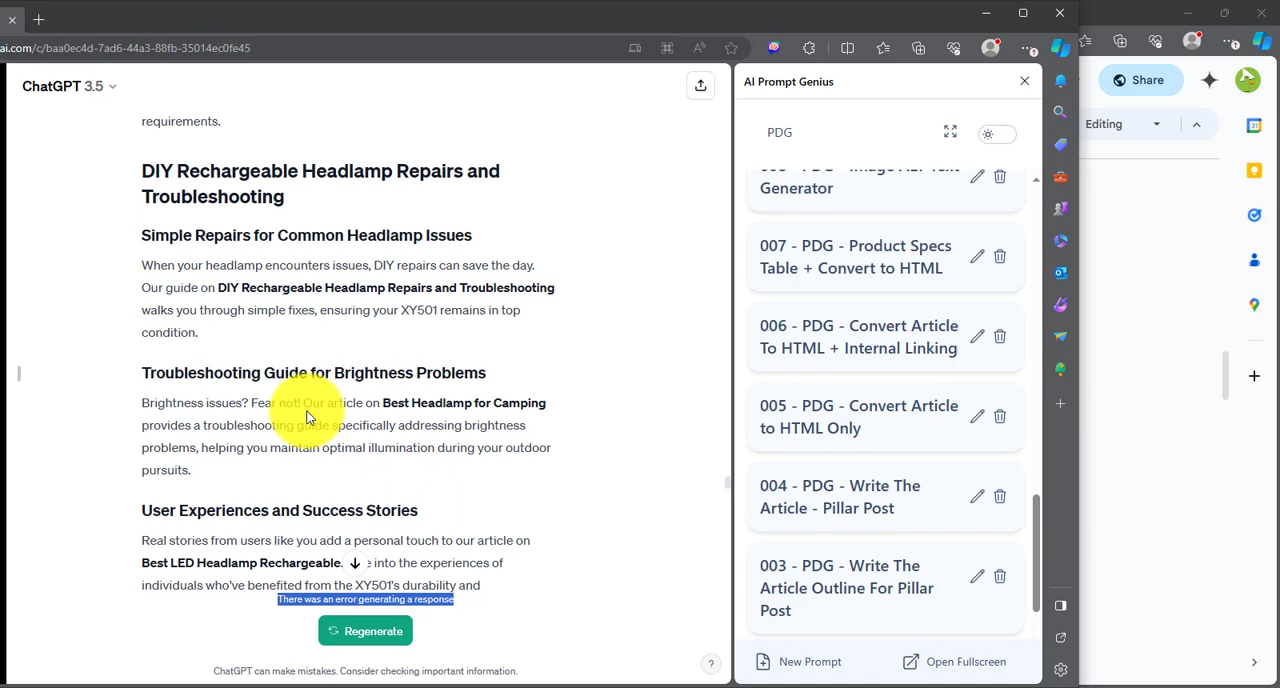 ai.com/c/baa0ec4d-7ad6-44a3-88fb-35014ec0fe45
ChatGPT 3.5
requirements.
DIY Rechargeable Headlamp Repairs and
Troubleshooting
Simple Repairs for Common Headlamp Issues
When your headlamp encounters issues, DIY repairs can save the day.
Our guide on DIY Rechargeable Headlamp Repairs and Troubleshooting
walks you through simple fixes, ensuring your XY501 remains in top
condition.
Troubleshooting Guide for Brightness Problems
Brightness issues? Fear not! Our article on Best Headlamp for Camping
provides a troubleshooting guide specifically addressing brightness
problems, helping you maintain optimal illumination during your outdoor
pursuits.
User Experiences and Success Stories
Real stories from users like you add a personal touch to our article on
Best LED Headlamp Rechargeable. into the experiences of
individuals who've benefited from the XY501's durability and
There was an error generating a response
Regenerate
ChatGPT can make mistakes. Consider checking important information.
?
AI Prompt Genius
PDG
Generator
007 - PDG - Product Specs
Table + Convert to HTML
006 - PDG - Convert Article
To HTML + Internal Linking
005 - PDG - Convert Article
to HTML Only
004 - PDG - Write The
Article - Pillar Post
003 - PDG - Write The
Article Outline For Pillar
Post
New Prompt
Open Fullscreen
Share
Editing